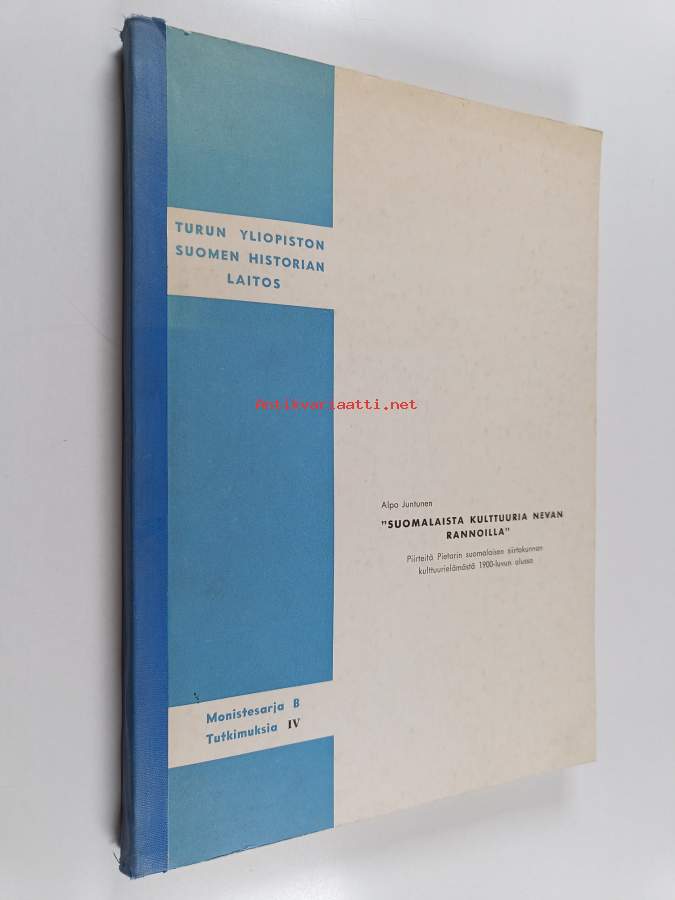 TURUN YLIOPISTON
SUOMEN HISTORIAN
LAITOS
Antikvariaatti.net
Alpo Juntunen
"SUOMALAISTA KULTTUURIA NEVAN
RANNOILLA"
Piirteitä Pietarin suomalaisen siirtokunnan
kulttuurielämästä 1900-luvun alussa
Monistesarja B
Tutkimuksia IV